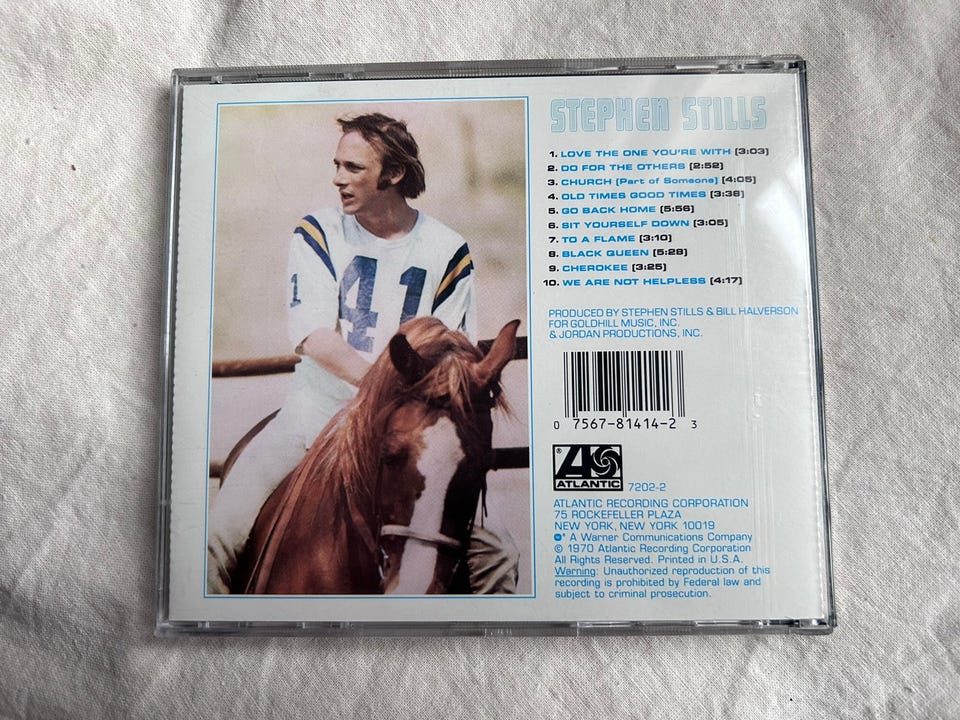 STEPHEN STILLS
1. LOVE THE ONE YOU'RE WITH [3:03]
2. DO FOR THE OTHERS [2:52]
3. CHURCH [Part of Someone] [4:05]
4. OLD TIMES GOOD TIMES [3:38]
5. GO BACK HOME [5:56]
6. SIT YOURSELF DOWN [3:05]
7. TO A FLAME [3:10]
8. BLACK QUEEN [5:28]
9. CHEROKEE [3:25]
10. WE ARE NOT HELPLESS [4:17]
1 41
PRODUCED BY STEPHEN STILLS & BILL HALVERSON
FOR GOLDHILL MUSIC, INC.
& JORDAN PRODUCTIONS, INC.
0 7567-81414-2 3
®
ATLANTIC
7202-2
ATLANTIC RECORDING CORPORATION
75 ROCKEFELLER PLAZA
NEW YORK, NEW YORK 10019
A Warner Communications Company
© 1970 Atlantic Recording Corporation
All Rights Reserved. Printed in U.S.A.
Warning: Unauthorized reproduction of this
recording is prohibited by Federal law and
subject to criminal prosecution.